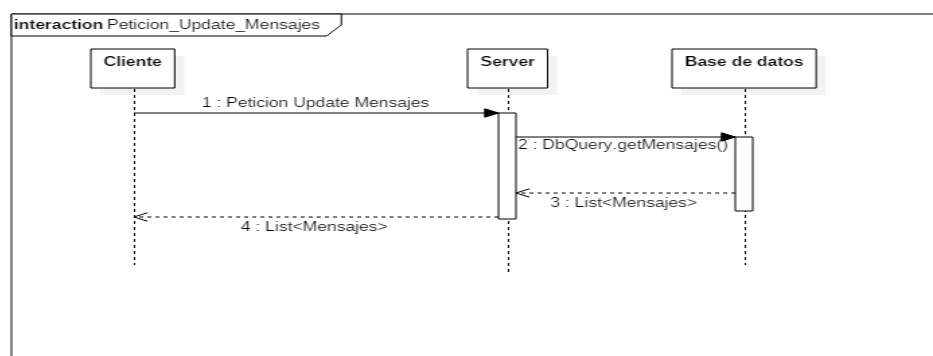 interaction Peticion_Update_Mensajes
Cliente
Server
Base de datos
1 : Peticion Update Mensajes
2 : DbQuery.getMensajes()
3 : List<Mensajes>
4 : List<Mensajes>